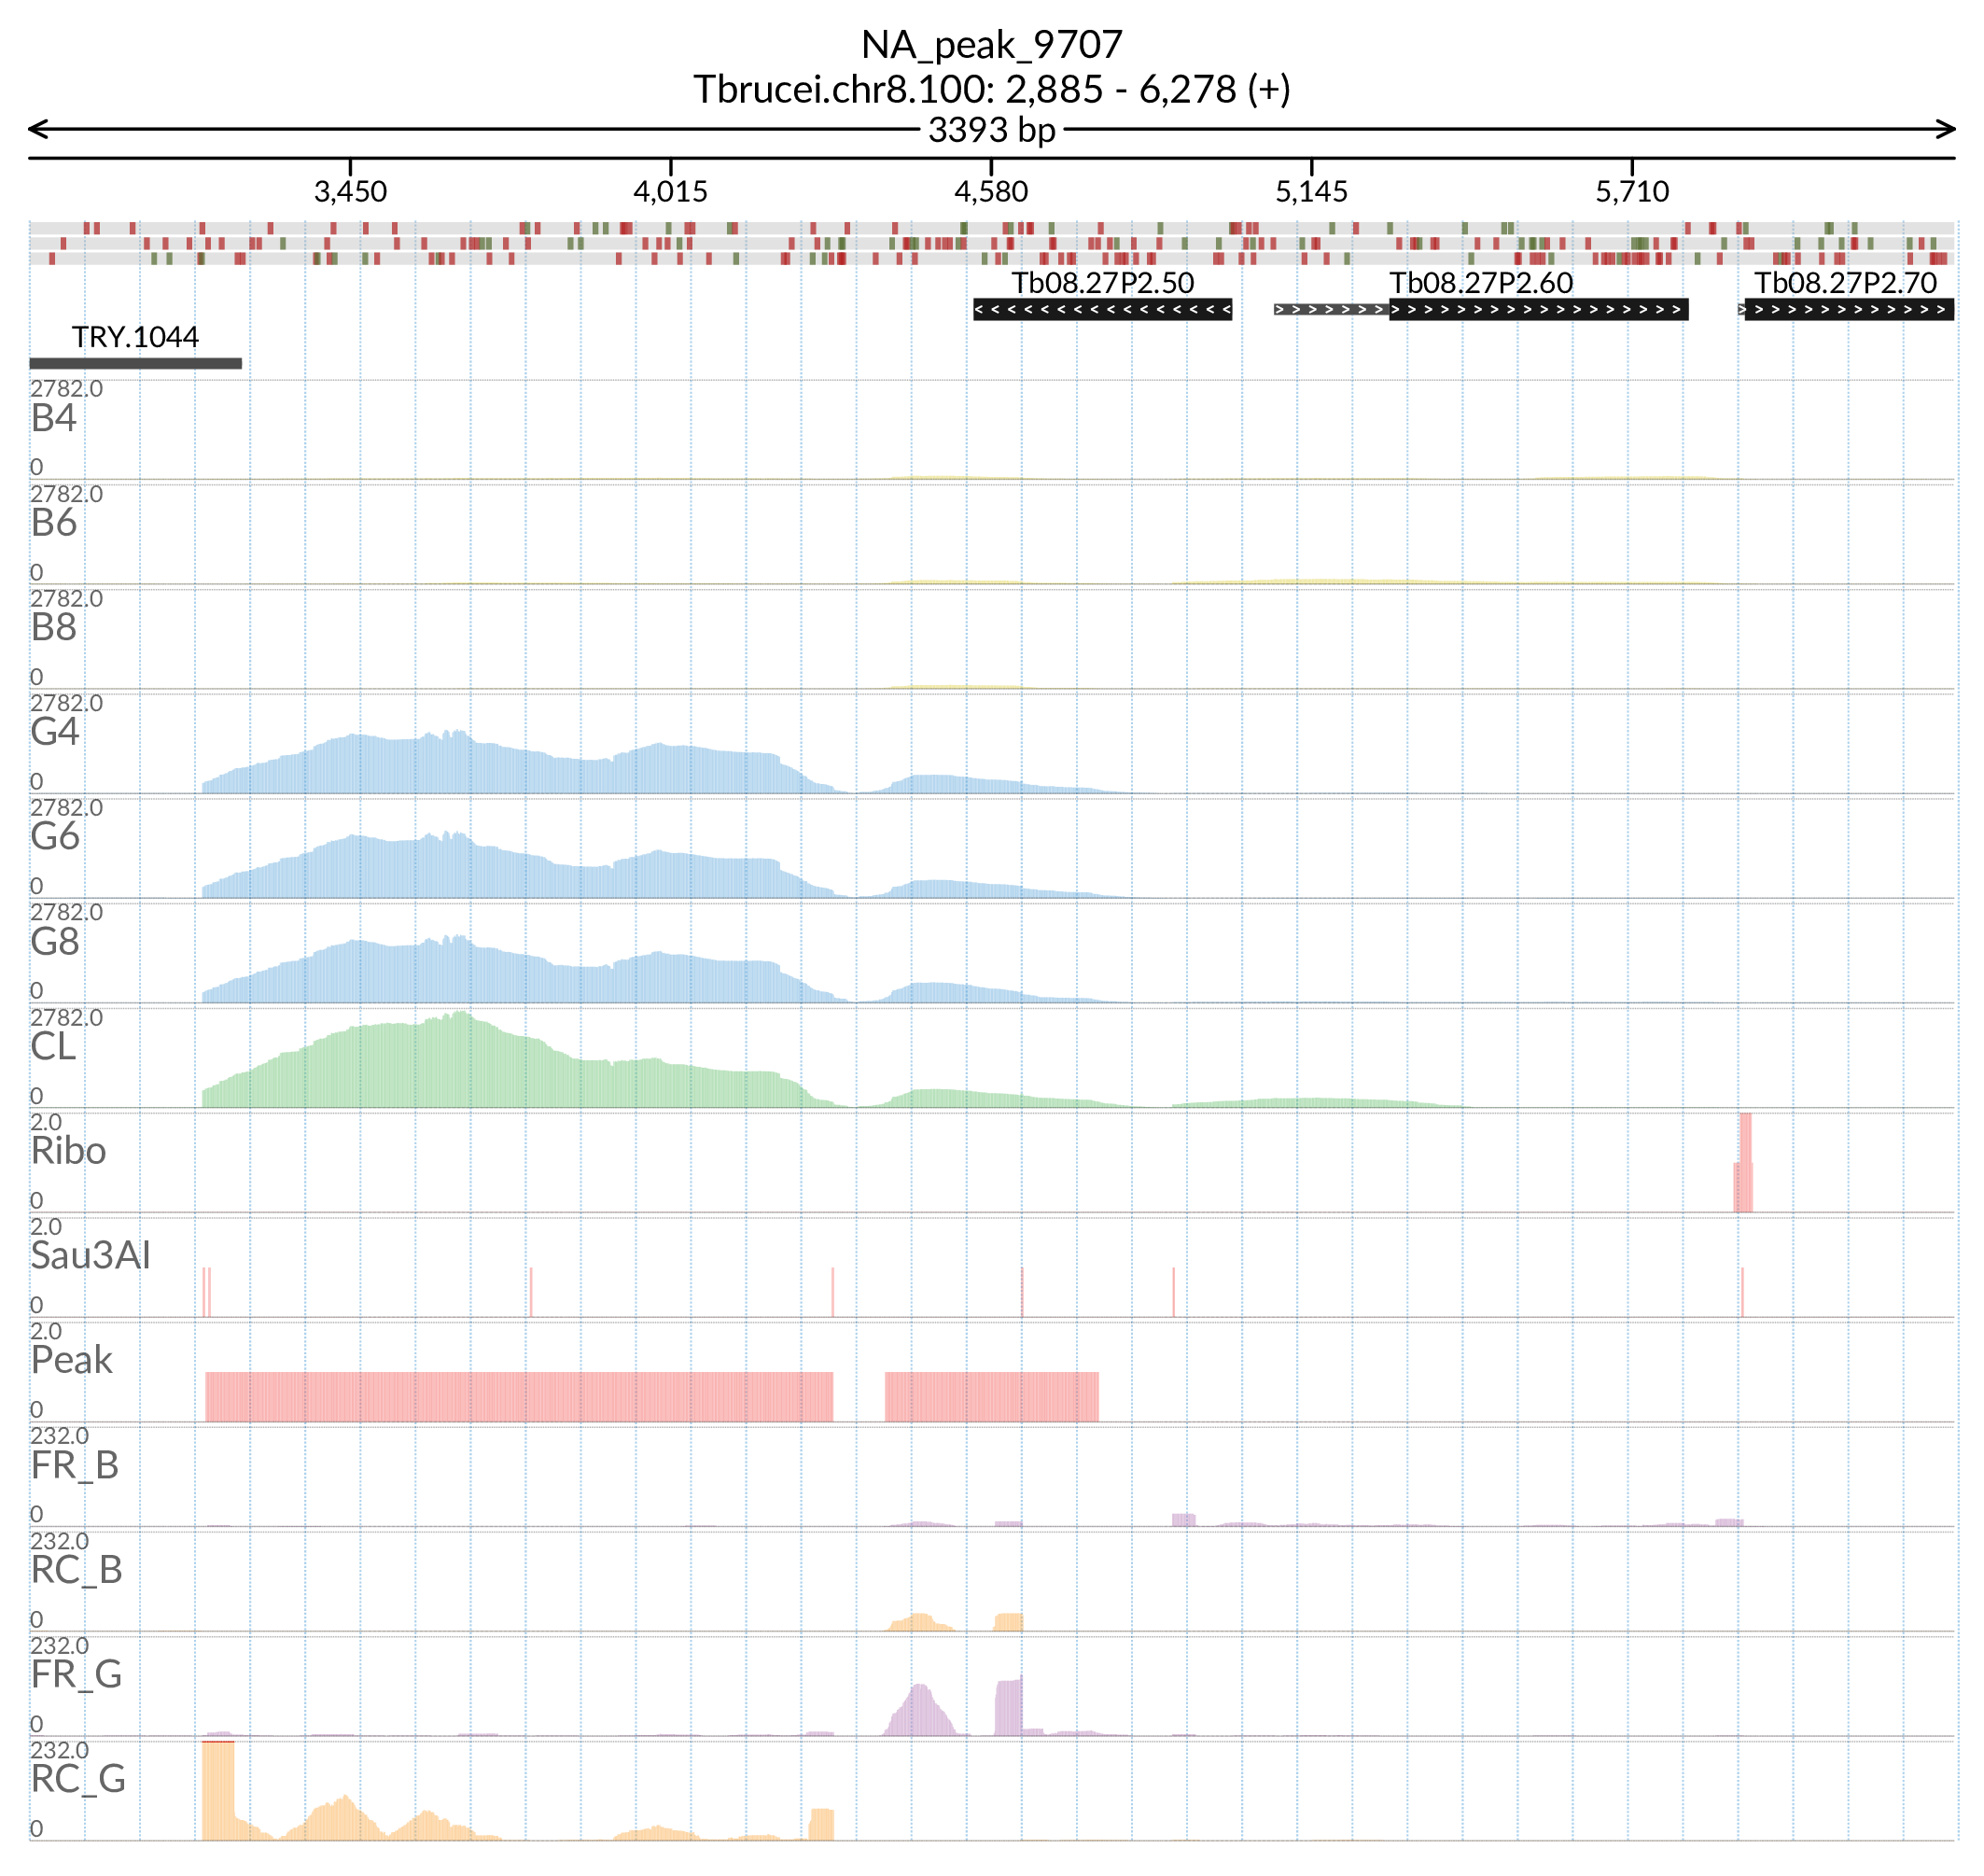 NA_peak_9707
Tbrucei.chr8.100: 2,885 - 6,278 (+)
3393 bp
3,450 4,015 4,580 5,145 5,710
Tb08.27P2.50 Tb08.27P2.60 Tb08.27P2.70
TRY.1044
2782.0
B4
0
2782.0
B6
0
2782.0
B8
0
2782.0
G4
0
2782.0
G6
0
2782.0
G8
0
2782.0
CL
0
2.0
Ribo
0
2.0
Sau3AI
0
2.0
Peak
0
232.0
FR_B
0
232.0
RC_B
0
232.0
FR_G
0
232.0
RC_G
0